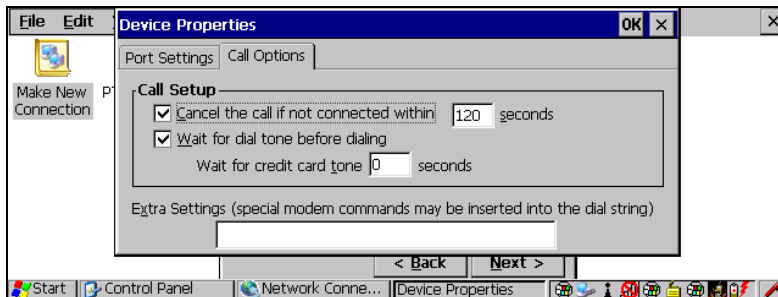 File Edit
Device Properties OK ×
Port Settings Call Options
Make New
Connection
Call Setup
Cancel the call if not connected within 120 seconds
Wait for dial tone before dialing
Wait for credit card tone 0 seconds
Extra Settings (special modem commands may be inserted into the dial string)
< Back Next >
Start Control Panel Network Conne... Device Properties